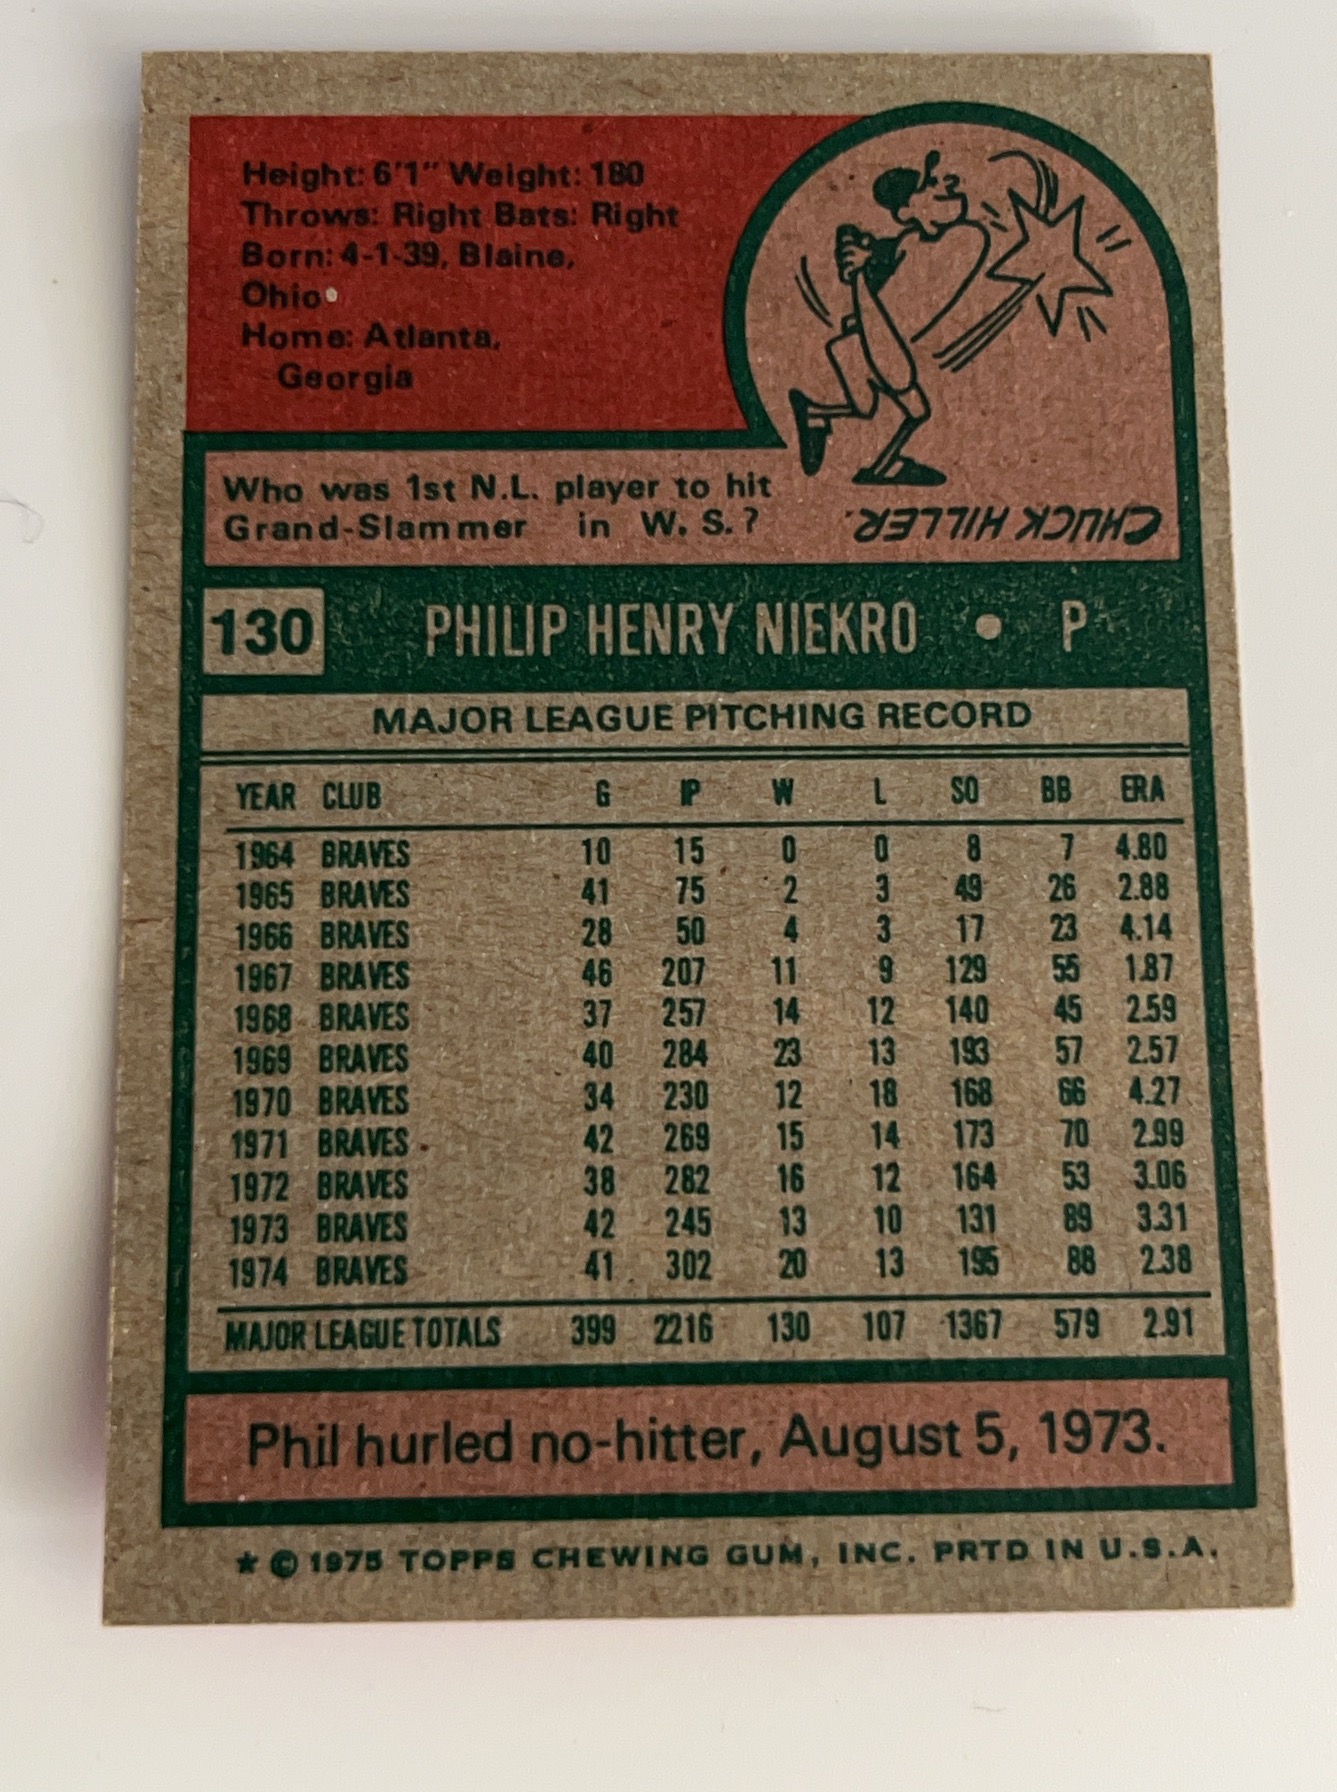 Height: 6'1" Weight: 180
Throws: Right Bats: Right
Born: 4-1-39, Blaine,
Ohio
Home: Atlanta,
Georgia
Who was 1st N.L. player to hit
Grand-Slammer in W. S.?
CHUCK HILLER.
130 PHILIP HENRY NIEKRO • P
MAJOR LEAGUE PITCHING RECORD
YEAR CLUB G IP W L SO BB ERA
1964 BRAVES 10 15 0 0 8 7 4.80
1965 BRAVES 41 75 2 3 49 26 2.88
1966 BRAVES 28 50 4 3 17 23 4.14
1967 BRAVES 46 207 11 9 129 55 1.87
1968 BRAVES 37 257 14 12 140 45 2.59
1969 BRAVES 40 284 23 13 193 57 2.57
1970 BRAVES 34 230 12 18 168 66 4.27
1971 BRAVES 42 269 15 14 173 70 2.99
1972 BRAVES 38 282 16 12 164 53 3.06
1973 BRAVES 42 245 13 10 131 89 3.31
1974 BRAVES 41 302 20 13 195 88 2.38
MAJOR LEAGUE TOTALS 399 2216 130 107 1367 579 2.91
Phil hurled no-hitter, August 5, 1973.
★ © 1975 TOPPS CHEWING GUM, INC. PRTD IN U.S.A.